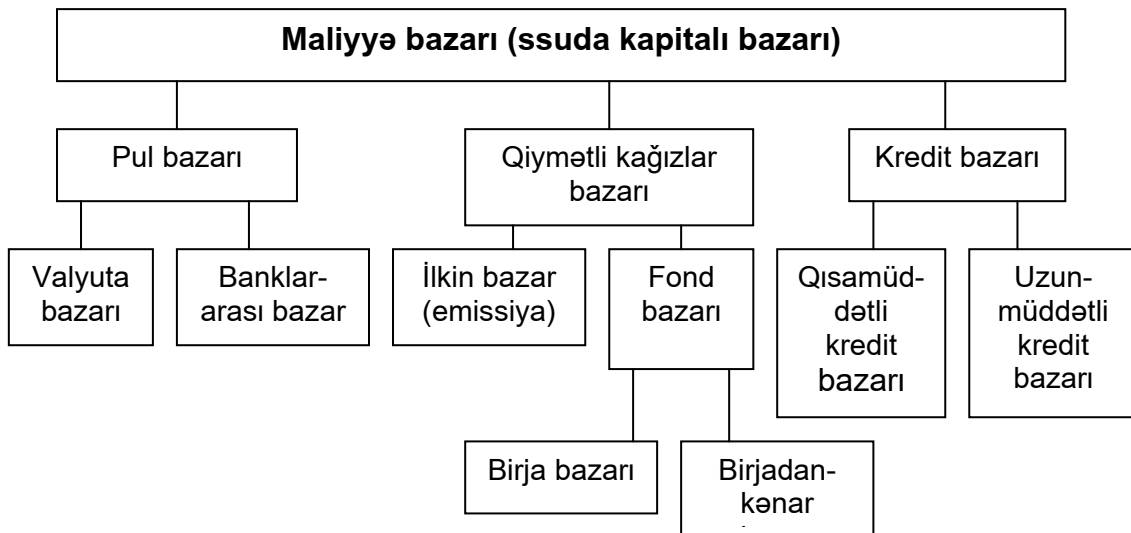 Maliyyə bazarı (ssuda kapitalı bazarı)
Pul bazarı
Qiymətli kağızlar
bazarı
Kredit bazarı
Valyuta
bazarı
Banklar-
arası bazar
İlkin bazar
(emissiya)
Fond
bazarı
Qısamüd-
dətli
kredit
bazarı
Uzun-
müddətli
kredit
bazarı
Birja bazarı
Birjadan-
kənar